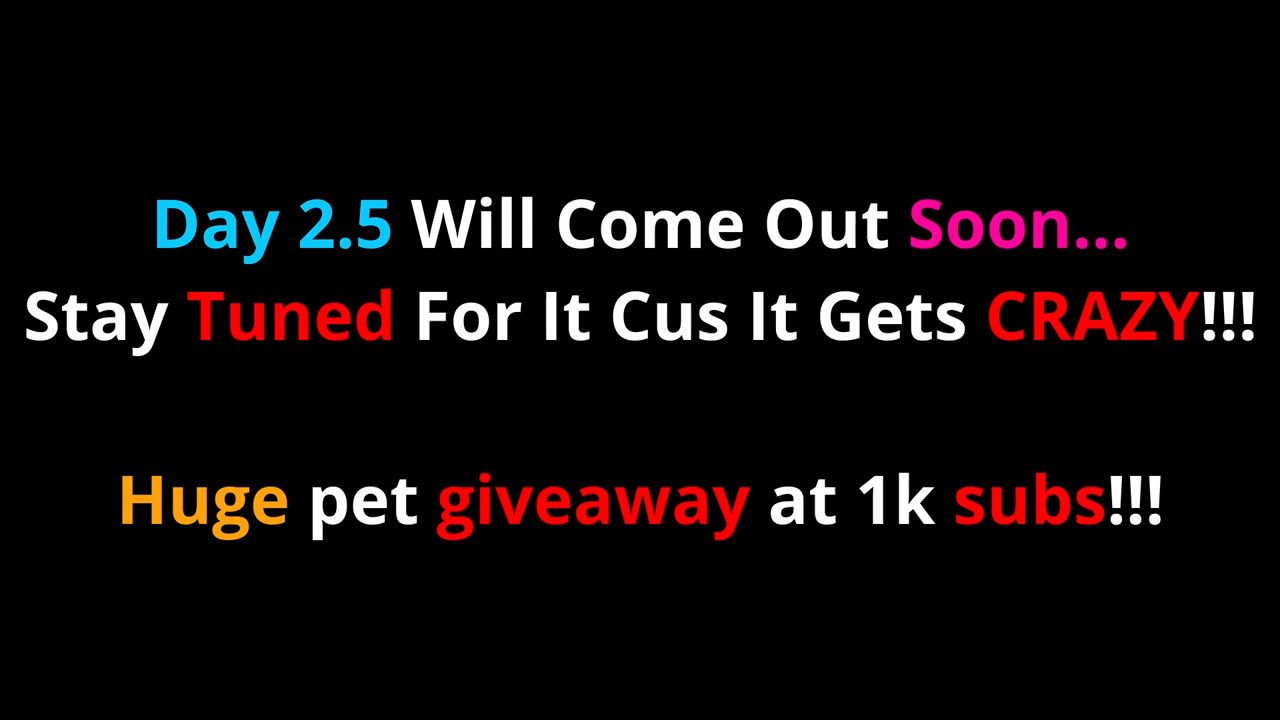 Day 2.5 Will Come Out Soon...
Stay Tuned For It Cus It Gets CRAZY!!!
Huge pet giveaway at 1k subs!!!